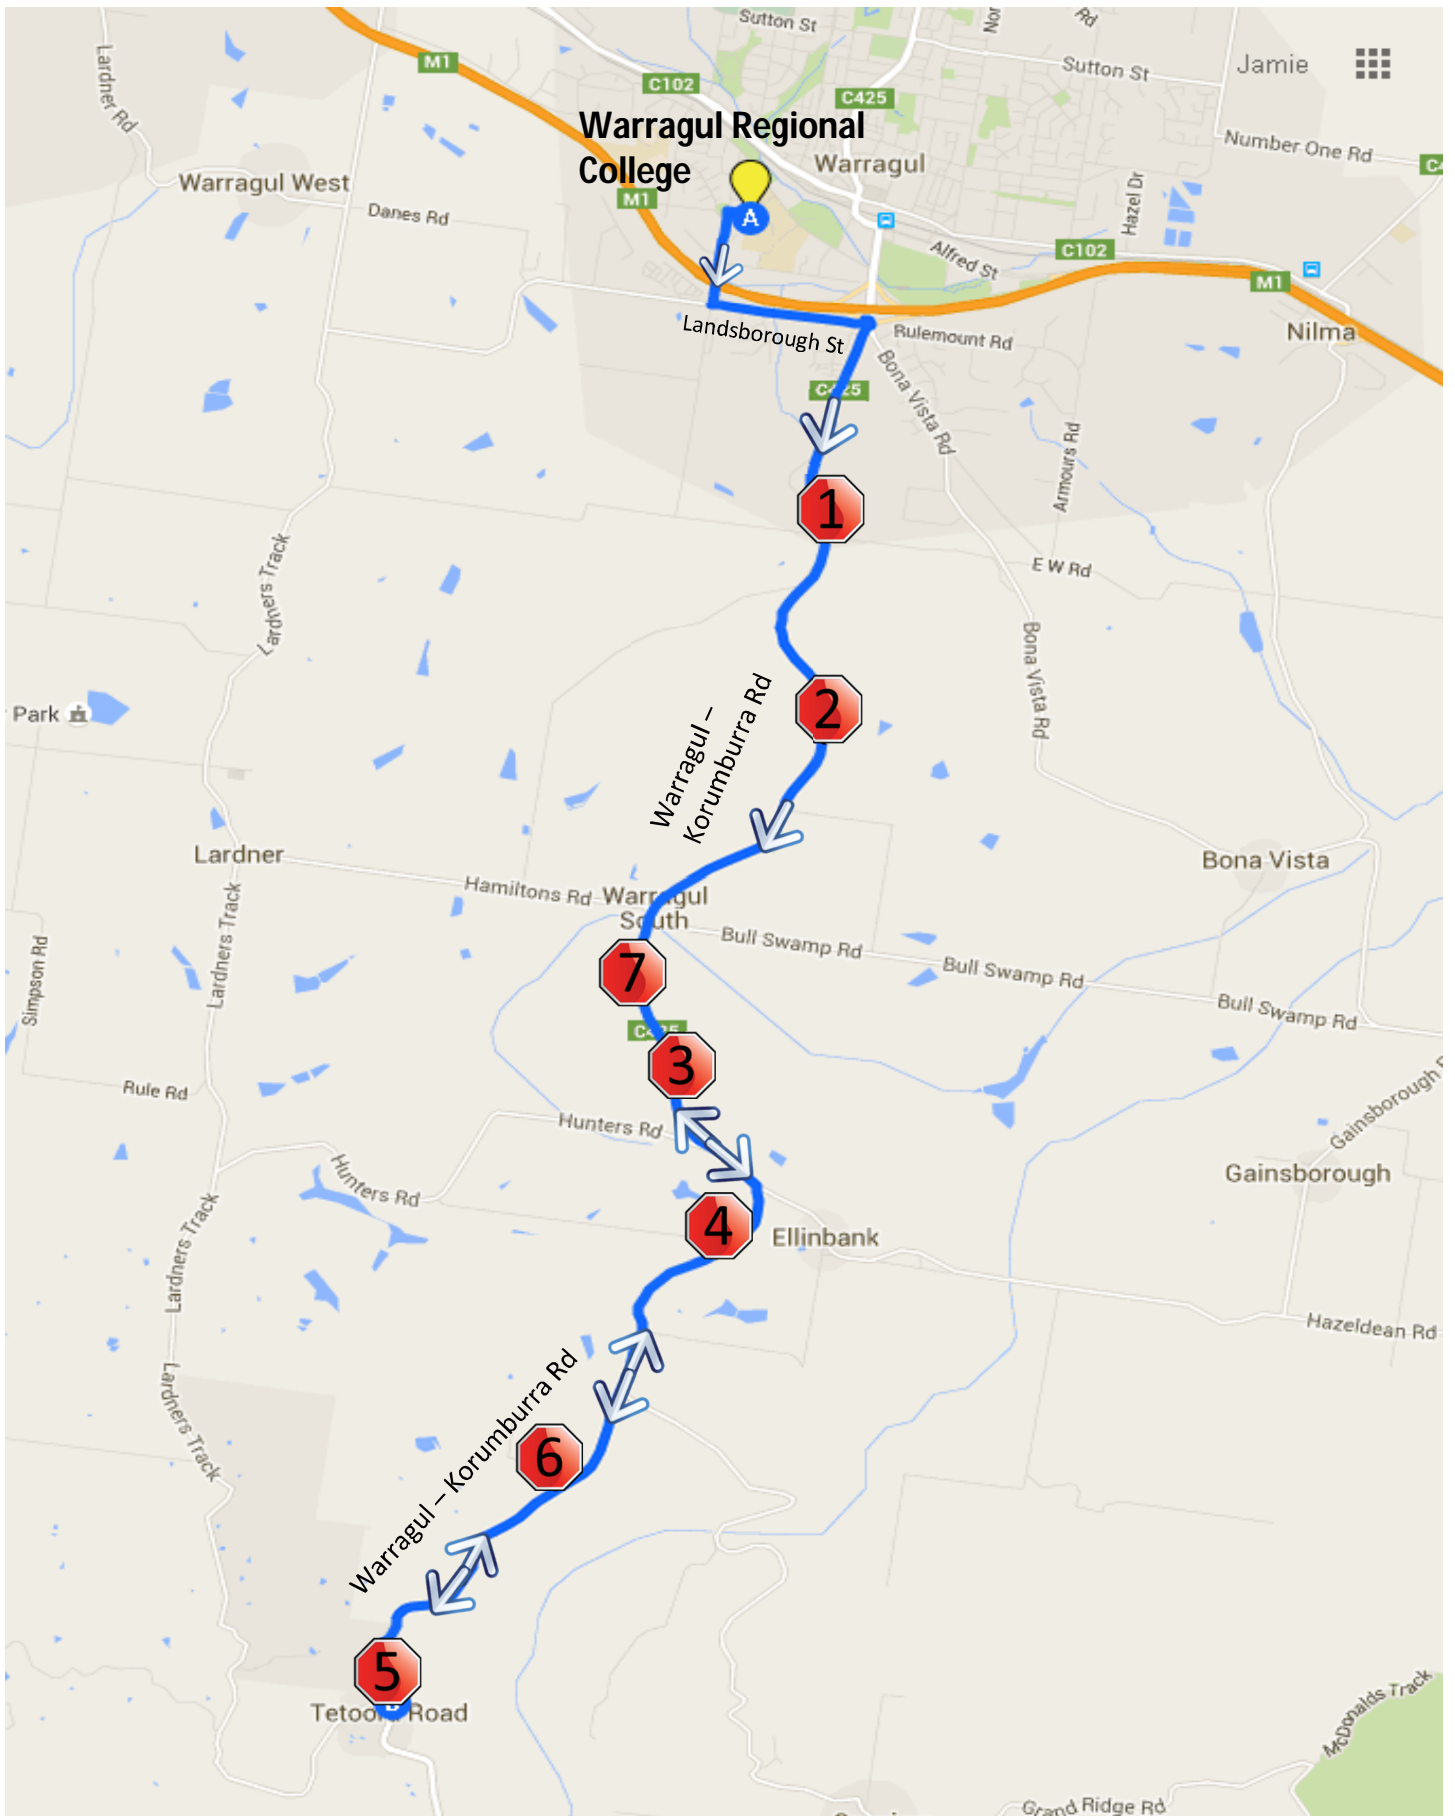 Sutton St
Rd
Lardner Rd
M1
C102
Sutton St
Jamie
C425
Warragul Regional
College
Number One Rd
Warragul
Warragul West
M1
Danes Rd
A
Hazel Dr
Alfred St
C102
M1
Landsborough St
Rulemount Rd
Nilma
Bona Vista Rd
Armours Rd
1
E W Rd
Lardners Track
Bona Vista Rd
2
Park
Warragul –
Korumburra Rd
Lardner
Bona Vista
Hamiltons Rd
Warragul
South
Bull Swamp Rd
Bull Swamp Rd
Bull Swamp Rd
Lardners Track
Simpson Rd
7
C425
3
Rule Rd
Hunters Rd
Gainsborough
Gainsborough
Hunters Rd
4
Ellinbank
Lardners Track
Hazeldean Rd
Warragul – Korumburra Rd
Lardners Track
6
5
Tetoora Road
McDonalds Track
Grand Ridge Rd